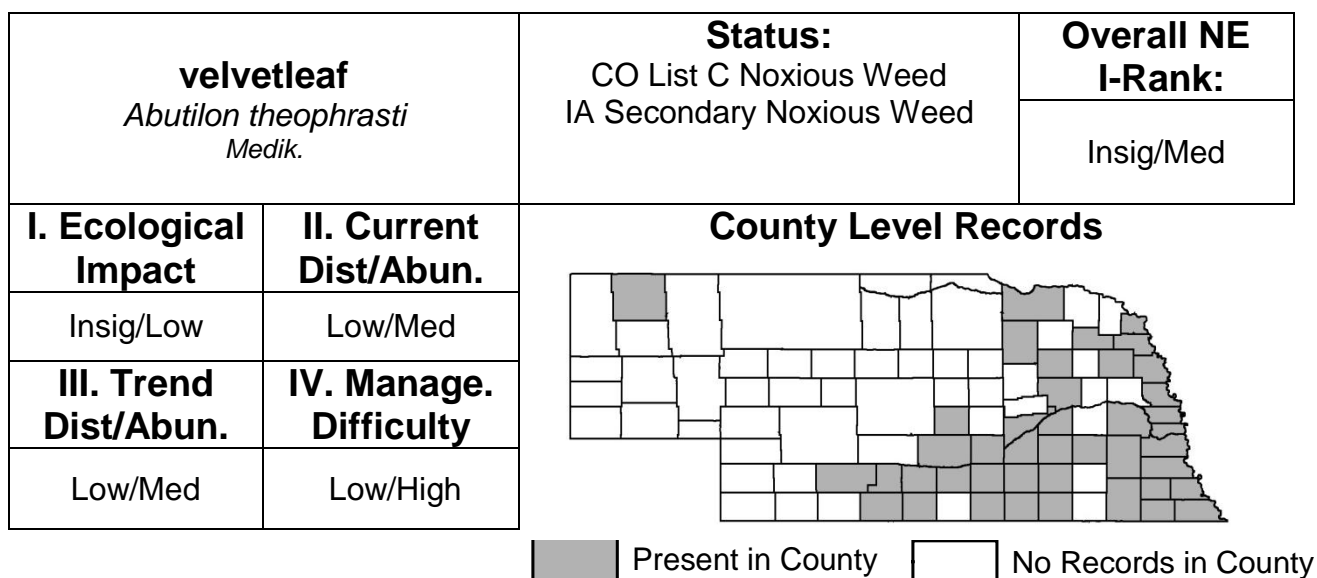 velvetleaf
Abutilon theophrasti
Medik.
Status:
CO List C Noxious Weed
IA Secondary Noxious Weed
Overall NE
I-Rank:
Insig/Med
I. Ecological
Impact
II. Current
Dist/Abun.
Insig/Low
Low/Med
III. Trend
Dist/Abun.
IV. Manage.
Difficulty
Low/Med
Low/High
County Level Records
Present in County
No Records in County